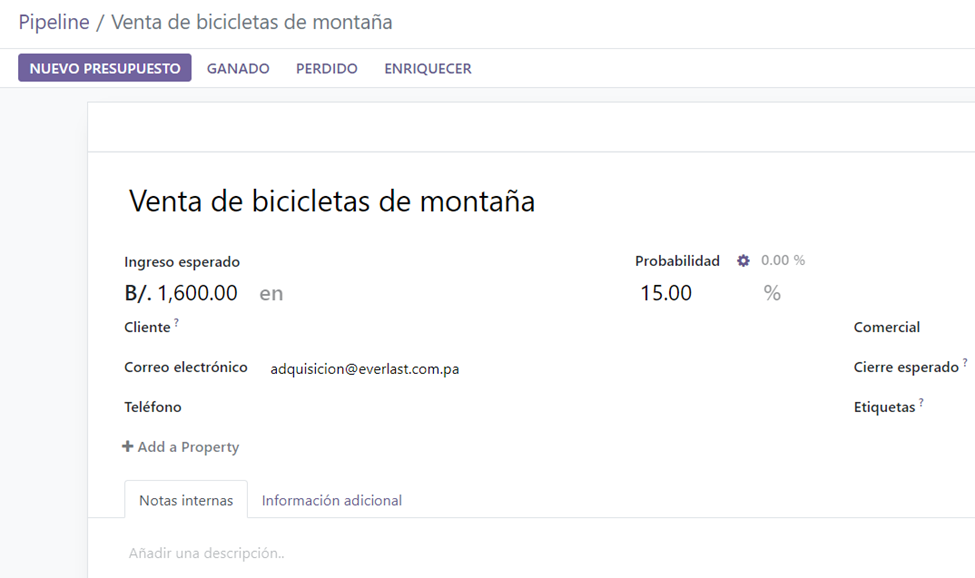 Pipeline / Venta de bicicletas de montaña
NUEVO PRESUPUESTO GANADO PERDIDO ENRIQUECER
Venta de bicicletas de montaña
Ingreso esperado Probabilidad 0.00 %
B/. 1,600.00 en 15.00 %
Cliente ? Comercial
Correo electrónico adquisicion@everlast.com.pa Cierre esperado ?
Teléfono Etiquetas ?
+ Add a Property
Notas internas Información adicional
Añadir una descripción..